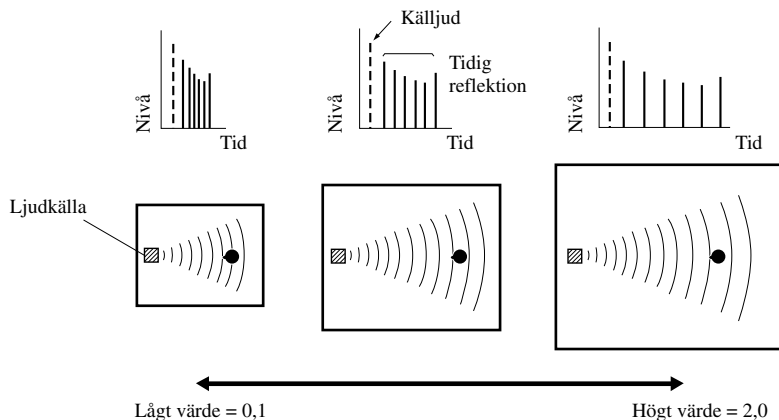 Källjud
Tidig
reflektion
Nivå
Tid
Nivå
Tid
Nivå
Tid
Ljudkälla
Lågt värde = 0,1
Högt värde = 2,0